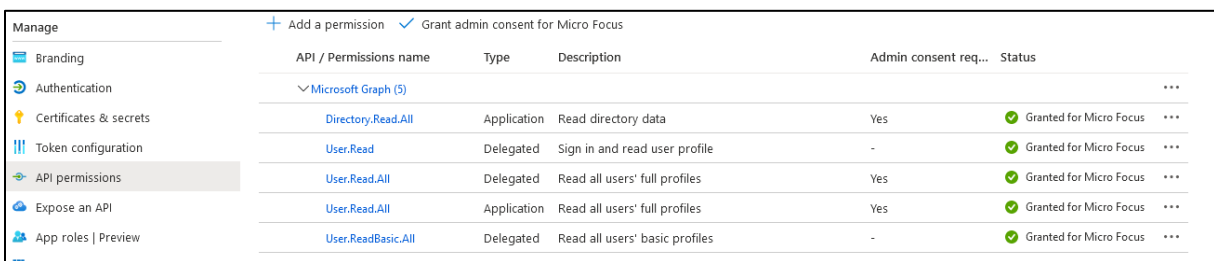 Manage
Branding
Authentication
Certificates & secrets
Token configuration
API permissions
Expose an API
App roles | Preview
Add a permission Grant admin consent for Micro Focus
API / Permissions name Type Description Admin consent req... Status
Microsoft Graph (5) ...
Directory.Read.All Application Read directory data Yes Granted for Micro Focus ...
User.Read Delegated Sign in and read user profile - Granted for Micro Focus ...
User.Read.All Delegated Read all users' full profiles Yes Granted for Micro Focus ...
User.Read.All Application Read all users' full profiles Yes Granted for Micro Focus ...
User.ReadBasic.All Delegated Read all users' basic profiles - Granted for Micro Focus ...